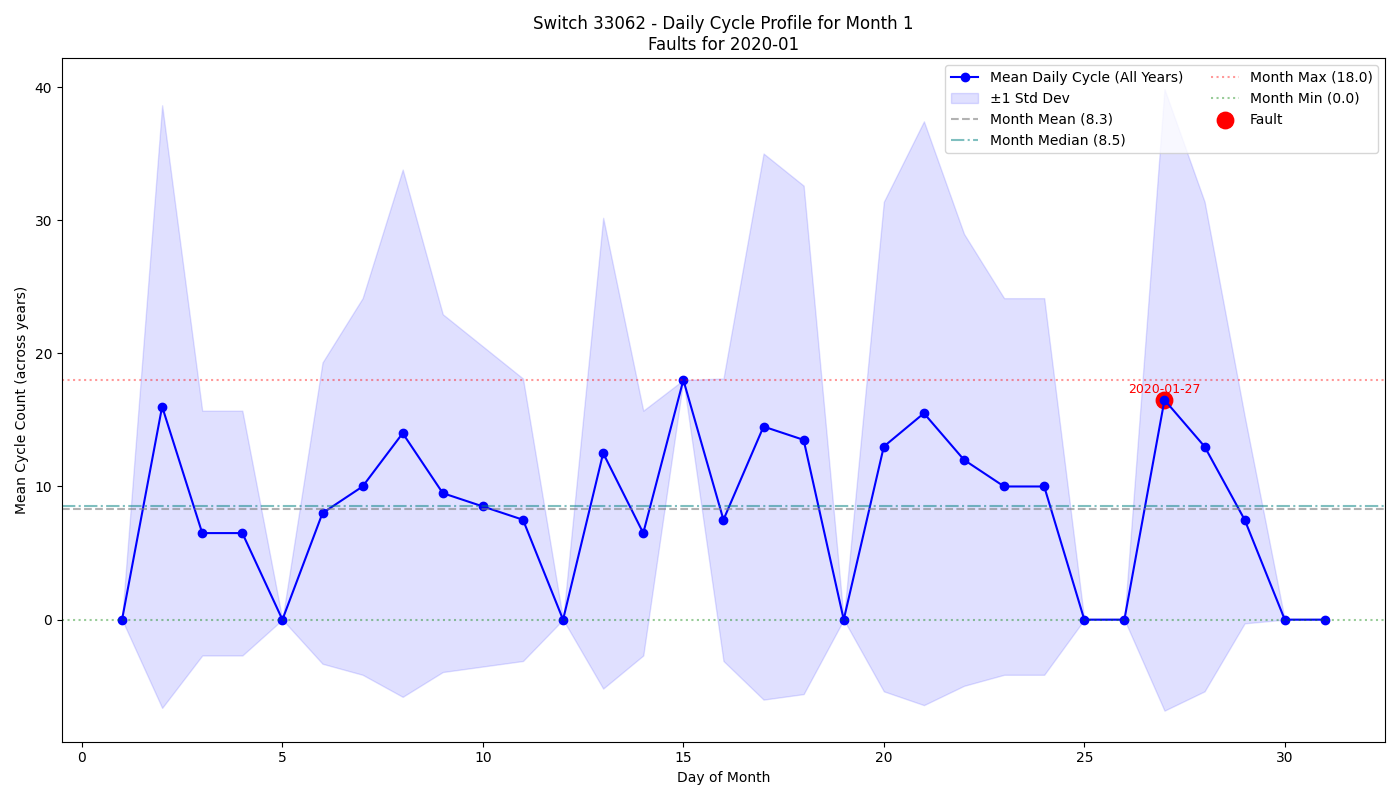 Switch 33062 - Daily Cycle Profile for Month 1
Faults for 2020-01
Mean Daily Cycle (All Years)
±1 Std Dev
Month Mean (8.3)
Month Median (8.5)
Month Max (18.0)
Month Min (0.0)
Fault
Mean Cycle Count (across years)
40
30
20
10
0
2020-01-27
0 5 10 15 20 25 30
Day of Month